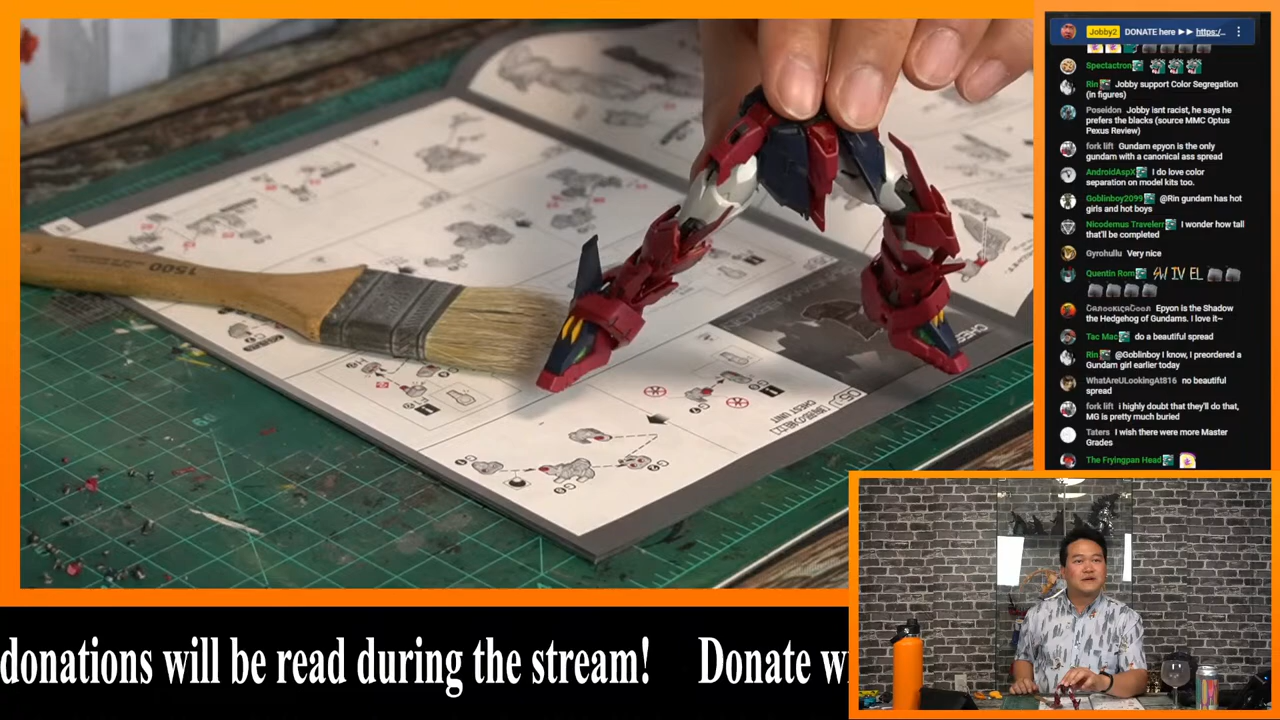 Jobby2 DONATE here ►► https:/...
Spectactron
Rin Jobby support Color Segregation
(in figures)
Poseidon Jobby isnt racist, he says he
prefers the blacks (source MMC Optus
Pexus Review)
fork lift Gundam epyon is the only
gundam with a canonical ass spread
AndroidAspX I do love color
separation on model kits too.
Goblinboy2099 @Rin gundam has hot
girls and hot boys
Nicodemus Traveler I wonder how tall
that'll be completed
Gyrohullu Very nice
Quentin Rom SWIVEL
Epyon is the Shadow
the Hedgehog of Gundams. I love it~
Tac Mac do a beautiful spread
Rin @Goblinboy I know, I preordered a
Gundam girl earlier today
WhatAreULookingAt816 no beautiful
spread
fork lift i highly doubt that they'll do that,
MG is pretty much buried
Taters I wish there were more Master
Grades
The Fryingpan Head
1500
CHEST UNIT
donations will be read during the stream! Donate w